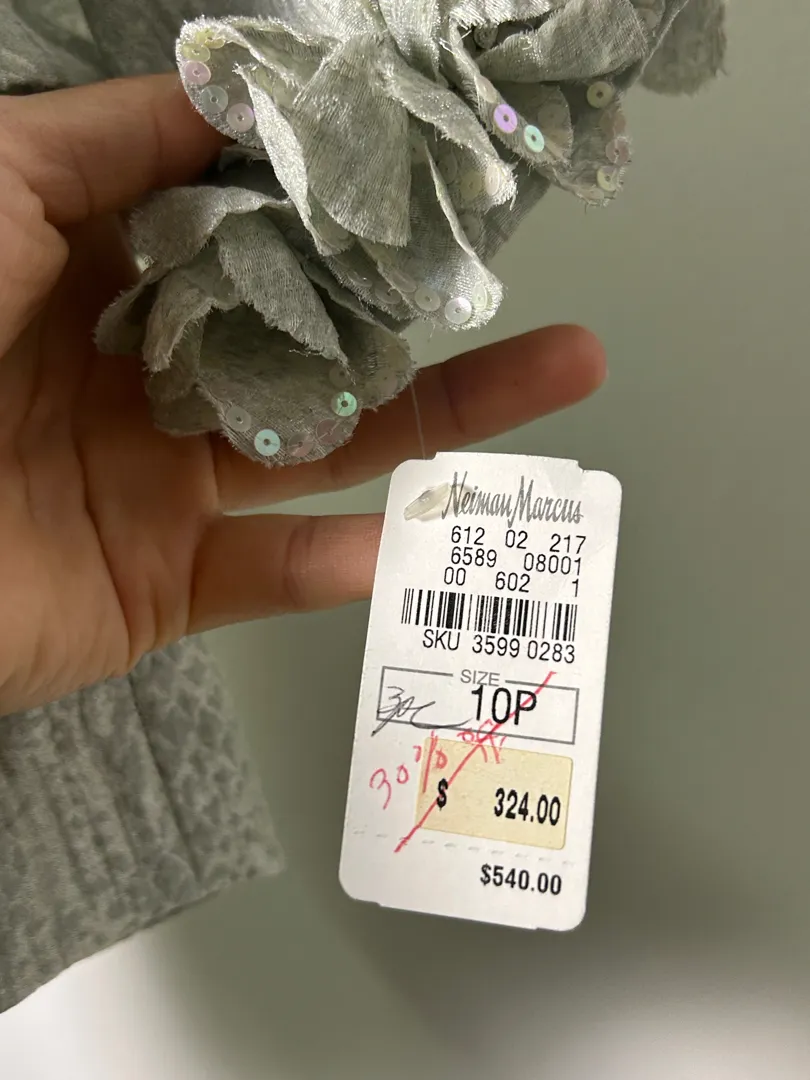 Neiman Marcus
612 02 217
6589 08001
00 602 1
SKU 3599 0283
SIZE
10P
30% off
$ 324.00
$540.00